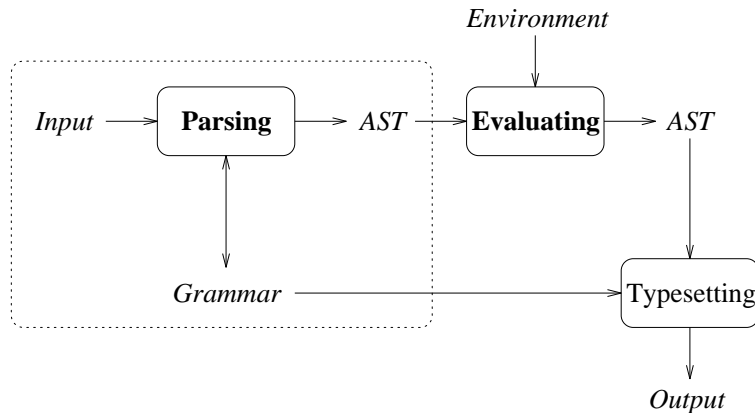 Environment
Input
Parsing
AST
Evaluating
AST
Grammar
Typesetting
Output